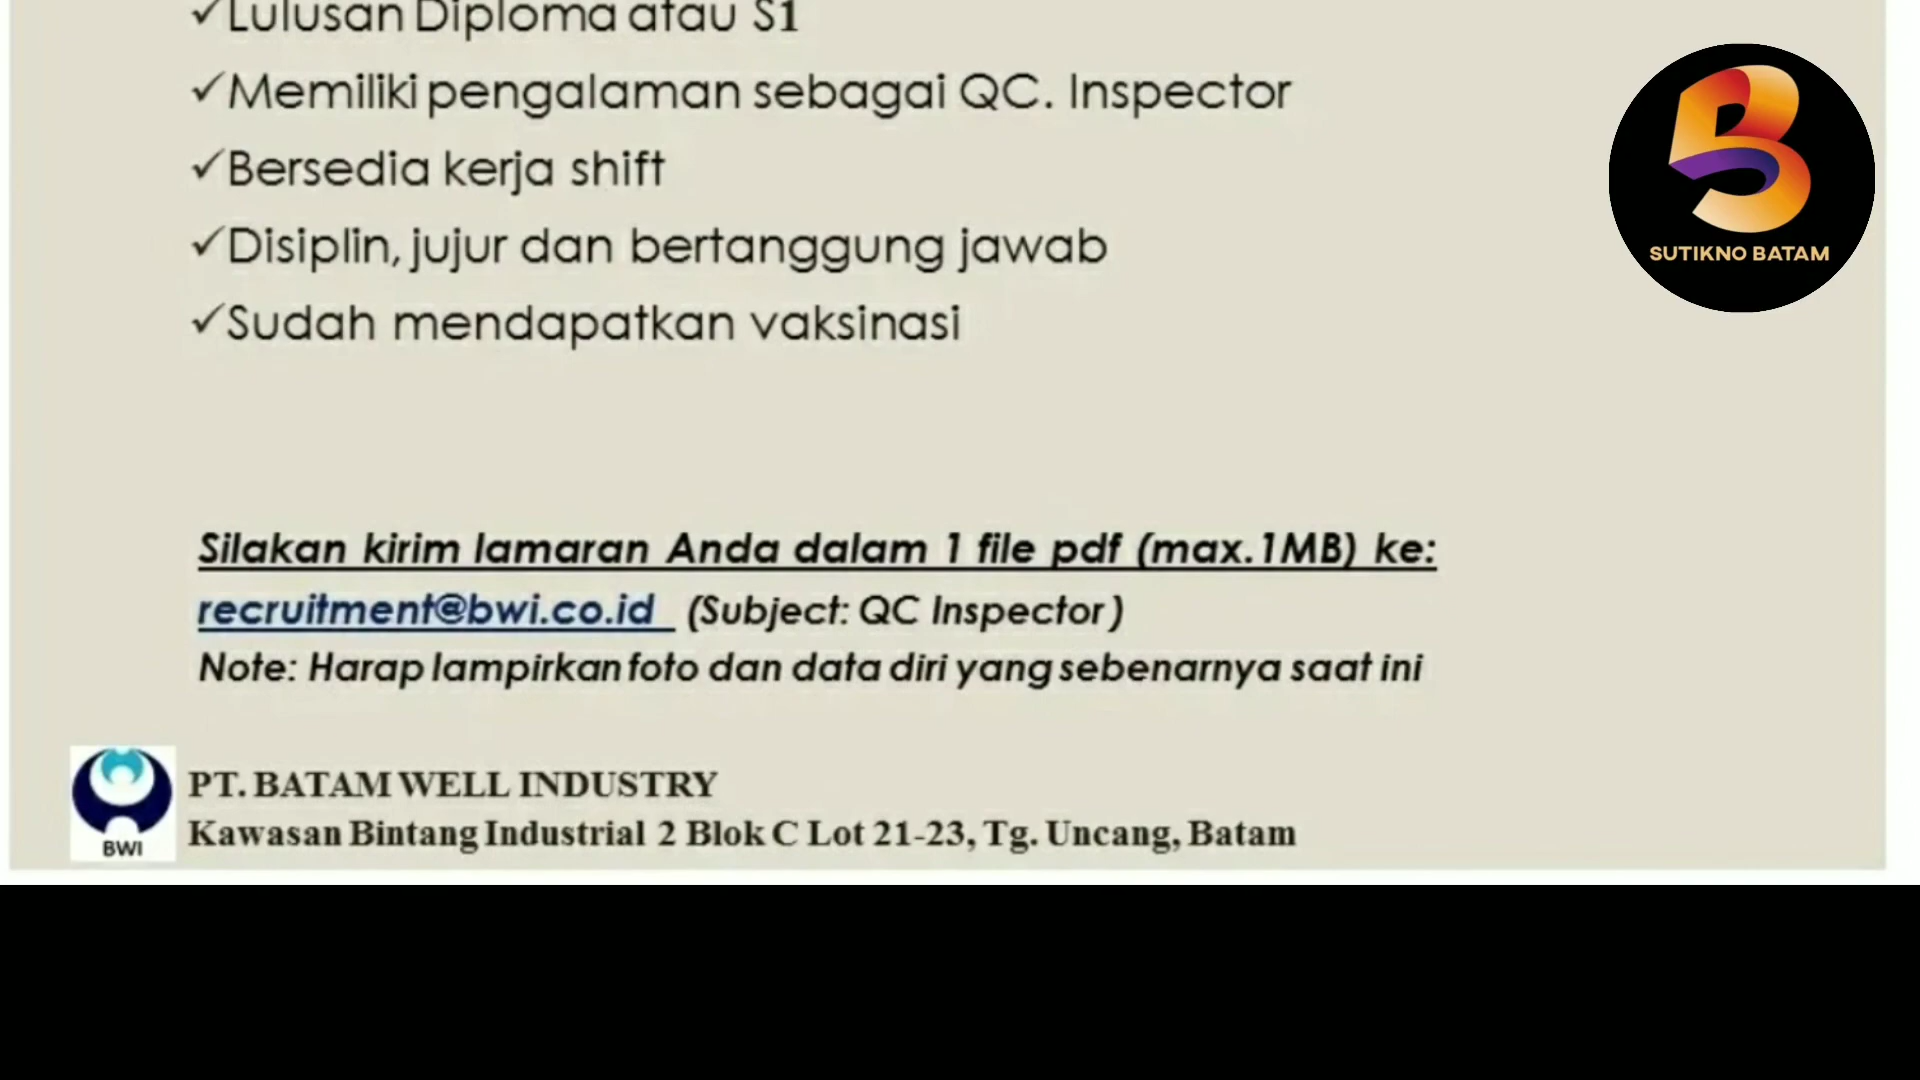 ✓Lulusan Diploma atau S1
✓Memiliki pengalaman sebagai QC. Inspector
✓Bersedia kerja shift
✓Disiplin, jujur dan bertanggung jawab
✓Sudah mendapatkan vaksinasi
SUTIKNO BATAM
Silakan kirim lamaran Anda dalam 1 file pdf (max.1MB) ke:
recruitment@bwi.co.id (Subject: QC Inspector)
Note: Harap lampirkan foto dan data diri yang sebenarnya saat ini
BWI
PT. BATAM WELL INDUSTRY
Kawasan Bintang Industrial 2 Blok C Lot 21-23, Tg. Uncang, Batam